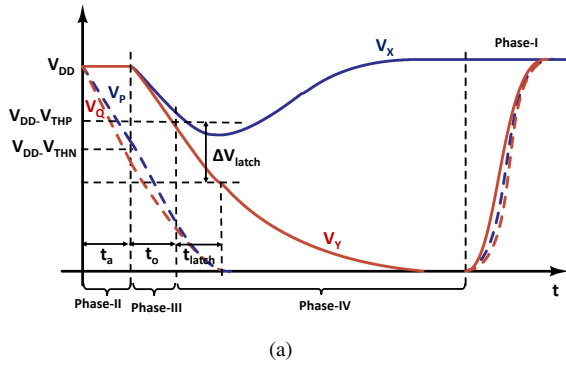 V_X
Phase-I
V_DD
V_P
V_DD-V_THP
V_Q
ΔV_latch
V_DD-V_THN
V_Y
t_a
t_o
t_latch
t
Phase-II
Phase-III
Phase-IV
(a)